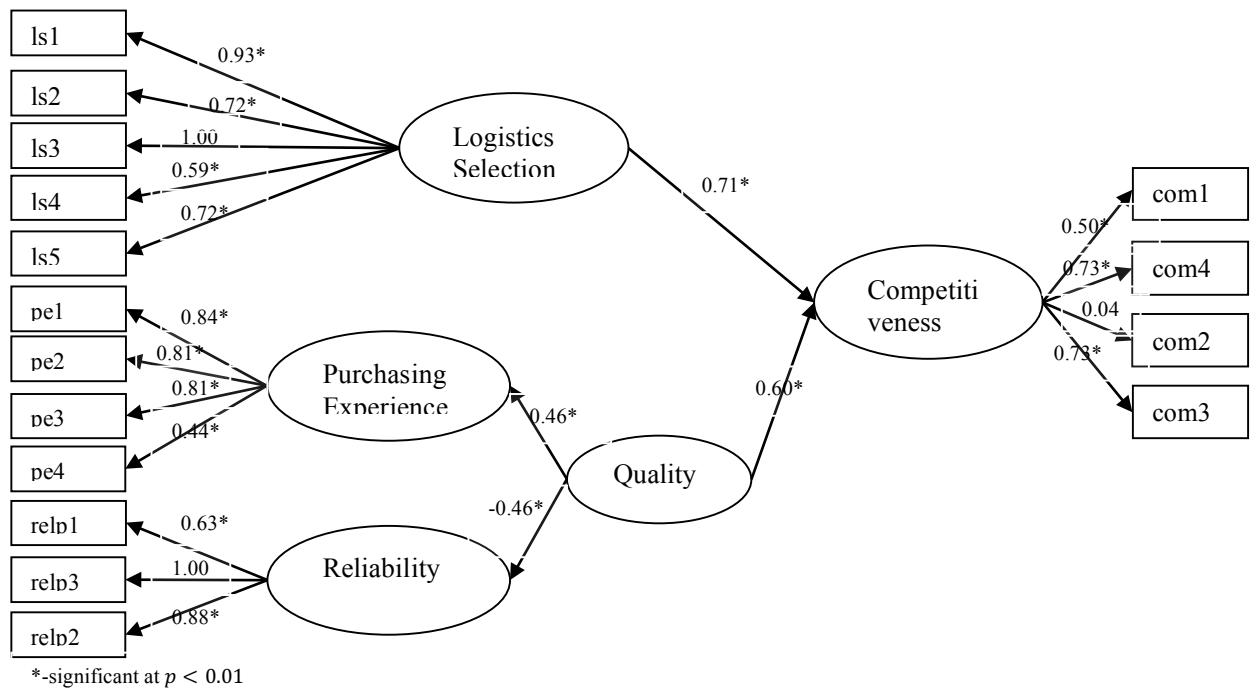 ls1
0.93*
ls2
0.72*
ls3
1.00
ls4
0.59*
ls5
0.72*
Logistics
Selection
0.71*
pe1
0.84*
pe2
0.81*
pe3
0.81*
pe4
0.44*
Purchasing
Experience
0.46*
Quality
0.60*
-0.46*
relp1
0.63*
relp3
1.00
relp2
0.88*
Reliability
Competiti
veness
com1
0.50*
com4
0.73*
com2
0.04
com3
0.73*
*-significant at p < 0.01